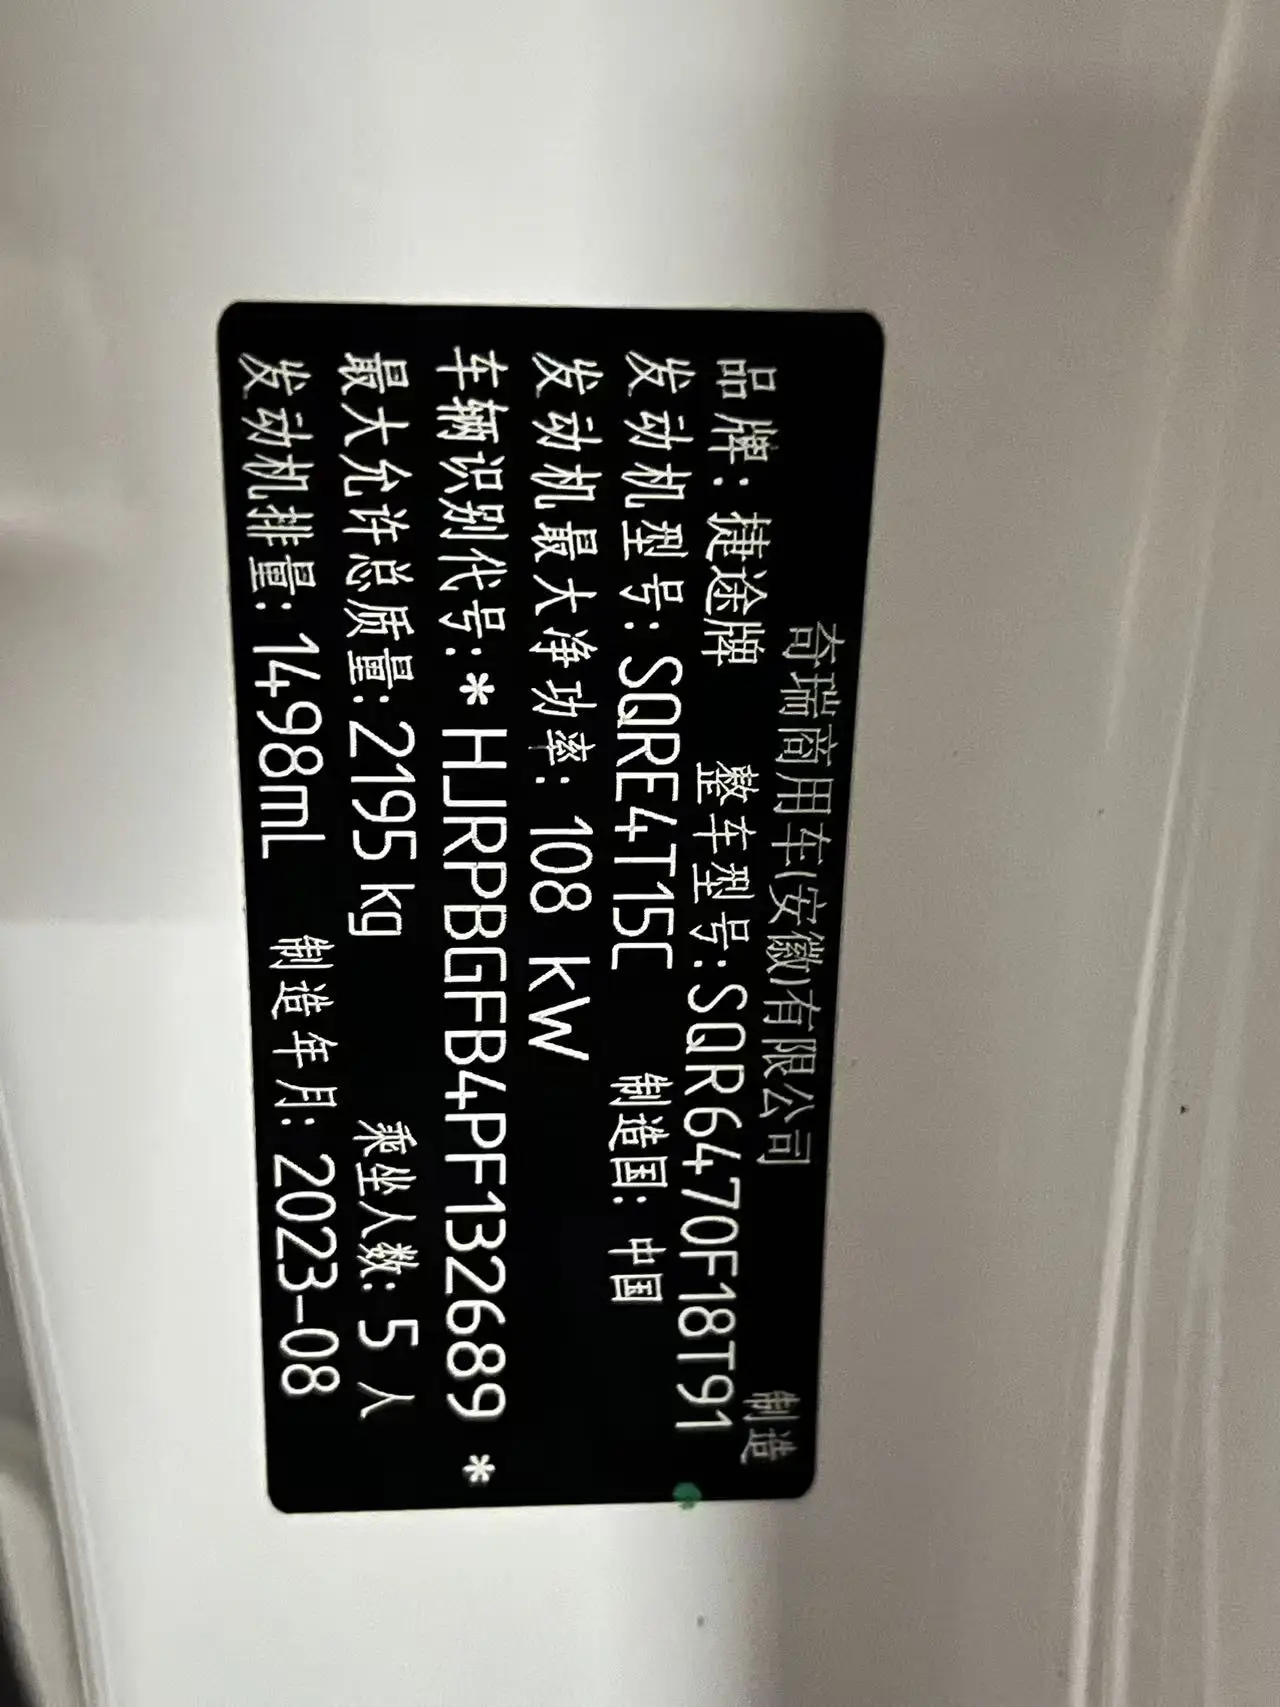 奇瑞商用车(安徽)有限公司 制造
品牌:捷途牌 整车型号:SQR6470F18T91
发动机型号:SQRE4T15C 制造国:中国
发动机最大净功率:108 kW
车辆识别代号:*HJRPBGFB4PF132689*
最大允许总质量:2195kg 乘坐人数:5人
发动机排量:1498mL 制造年月:2023-08